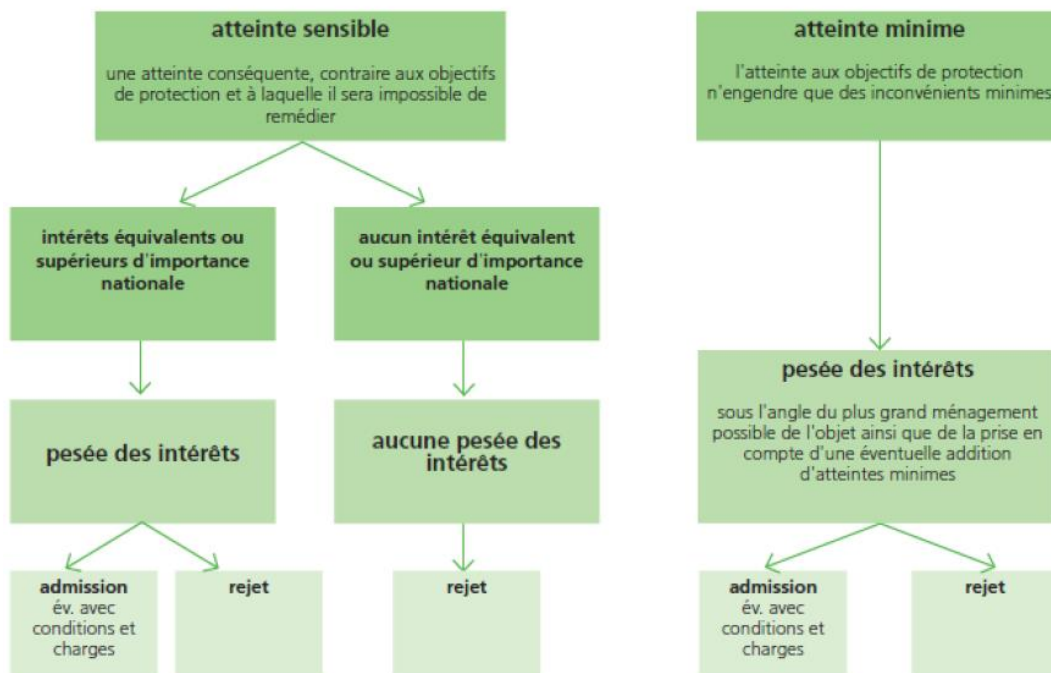 atteinte sensible
une atteinte conséquente, contraire aux objectifs
de protection et à laquelle il sera impossible de
remédier
atteinte minime
l'atteinte aux objectifs de protection
n'engendre que des inconvénients minimes
intérêts équivalents ou
supérieurs d'importance
nationale
aucun intérêt équivalent
ou supérieur d'importance
nationale
pesée des intérêts
aucune pesée des
intérêts
pesée des intérêts
sous l'angle du plus grand ménagement
possible de l'objet ainsi que de la prise en
compte d'une éventuelle addition
d'atteintes minimes
admission
év. avec
conditions et
charges
rejet
rejet
admission
év. avec
conditions et
charges
rejet